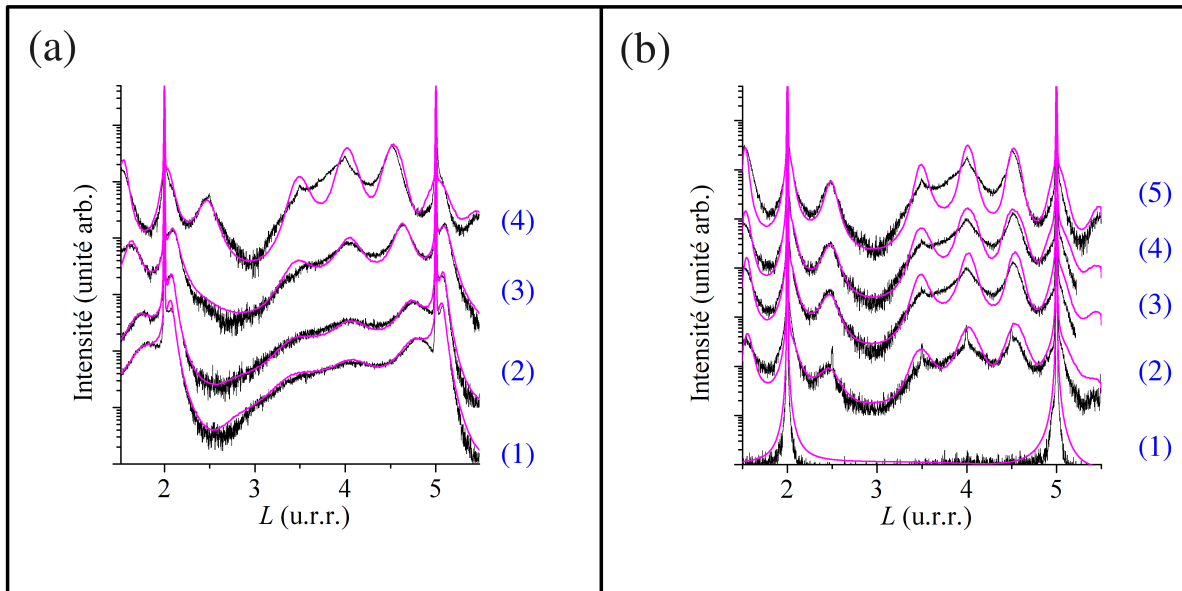 (a)
Intensité (unité arb.)
(4)
(3)
(2)
(1)
2 3 4 5
L (u.r.r.)
(b)
Intensité (unité arb.)
(5)
(4)
(3)
(2)
(1)
2 3 4 5
L (u.r.r.)